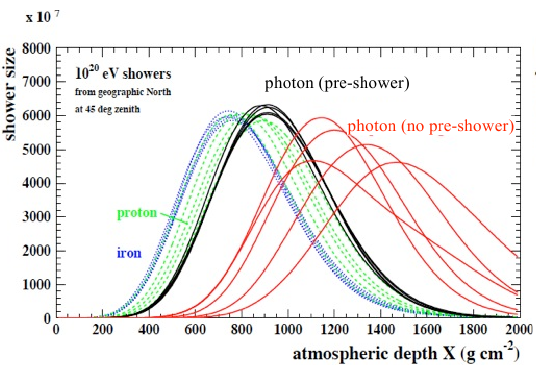 x 10⁷
shower size
8000
7000
6000
5000
4000
3000
2000
1000
0
10²⁰ eV showers
from geographic North
at 45 deg zenith
photon (pre-shower)
photon (no pre-shower)
proton
iron
0 200 400 600 800 1000 1200 1400 1600 1800 2000
atmospheric depth X (g cm⁻²)